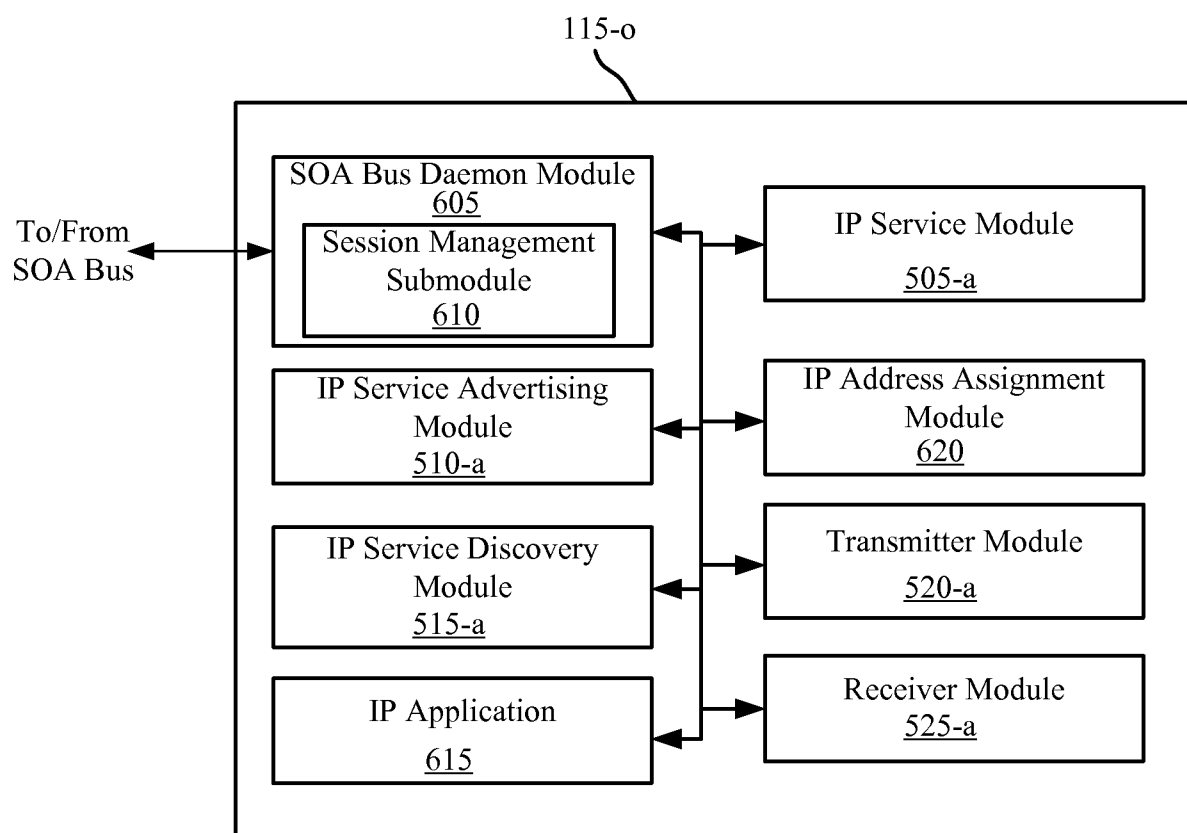 115-o
To/From
SOA Bus
SOA Bus Daemon Module
605
Session Management
Submodule
610
IP Service Advertising
Module
510-a
IP Service Discovery
Module
515-a
IP Application
615
IP Service Module
505-a
IP Address Assignment
Module
620
Transmitter Module
520-a
Receiver Module
525-a